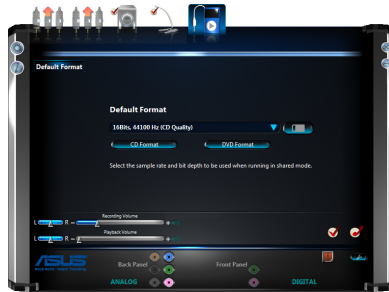 Default Format
Default Format
16Bits, 44100 Hz (CD Quality)
CD Format
DVD Format
Select the sample rate and bit depth to be used when running in shared mode.
Recording Volume
L R - +
Playback Volume
L R - +
ASUS
Back Panel
Front Panel
ANALOG
DIGITAL